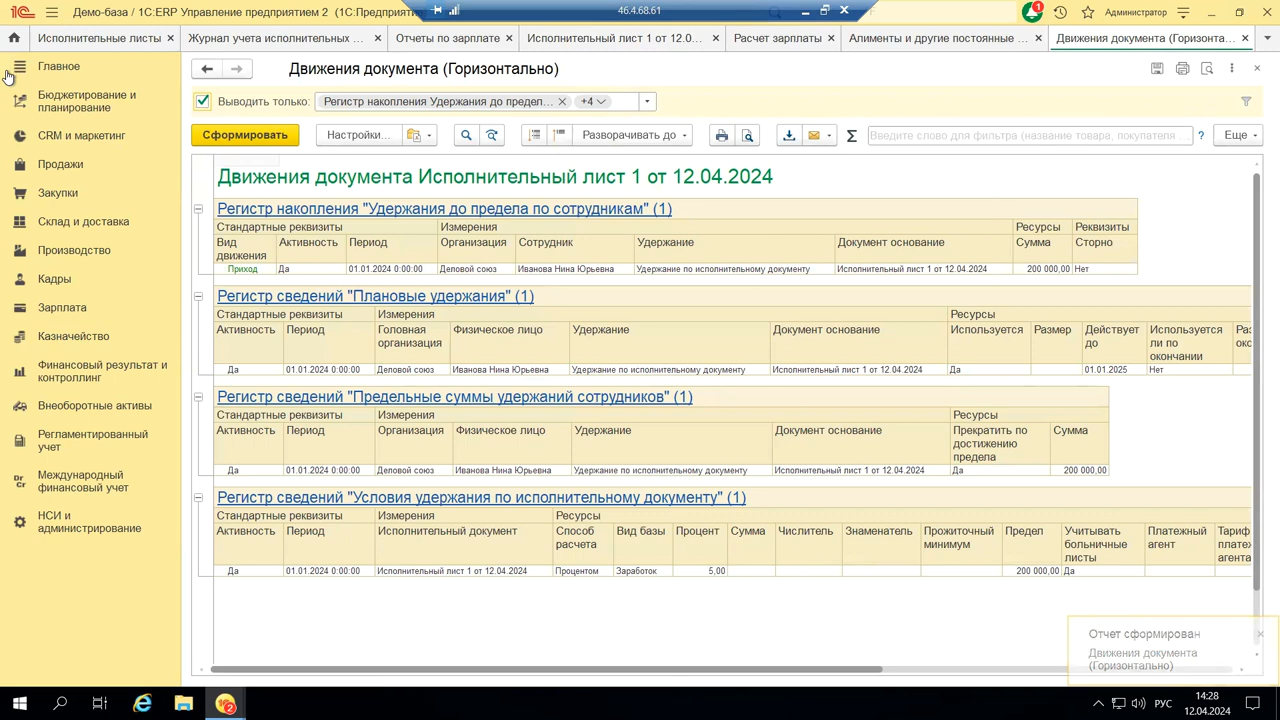 Демо-база / 1С:ERP Управление предприятием 2 (1С:Предприяти
46.4.68.61
1
Администратор
Исполнительные листы
Журнал учета исполнительных ...
Отчеты по зарплате
Исполнительный лист 1 от 12.0...
Расчет зарплаты
Алименты и другие постоянные ...
Движения документа (Горизонта...
Главное
Бюджетирование и
планирование
CRM и маркетинг
Продажи
Закупки
Склад и доставка
Производство
Кадры
Зарплата
Казначейство
Финансовый результат и
контроллинг
Внеоборотные активы
Регламентированный
учет
Международный
финансовый учет
НСИ и
администрирование
Движения документа (Горизонтально)
Выводить только:
Регистр накопления Удержания до предел...
+4
Сформировать
Настройки...
Разворачивать до
Введите слово для фильтра (название товара, покупателя
?
Еще
Движения документа Исполнительный лист 1 от 12.04.2024
Регистр накопления "Удержания до предела по сотрудникам" (1)
Стандартные реквизиты Измерения Ресурсы Реквизиты
Вид движения Активность Период Организация Сотрудник Удержание Документ основание Сумма Сторно
Приход Да 01.01.2024 0:00:00 Деловой союз Иванова Нина Юрьевна Удержание по исполнительному документу Исполнительный лист 1 от 12.04.2024 200 000,00 Нет
Регистр сведений "Плановые удержания" (1)
Стандартные реквизиты Измерения Ресурсы
Активность Период Головная организация Физическое лицо Удержание Документ основание Используется Размер Действует до Используется ли по окончании Раз око
Да 01.01.2024 0:00:00 Деловой союз Иванова Нина Юрьевна Удержание по исполнительному документу Исполнительный лист 1 от 12.04.2024 Да 01.01.2025 Нет
Регистр сведений "Предельные суммы удержаний сотрудников" (1)
Стандартные реквизиты Измерения Ресурсы
Активность Период Организация Физическое лицо Удержание Документ основание Прекратить по достижению предела Сумма
Да 01.01.2024 0:00:00 Деловой союз Иванова Нина Юрьевна Удержание по исполнительному документу Исполнительный лист 1 от 12.04.2024 Да 200 000,00
Регистр сведений "Условия удержания по исполнительному документу" (1)
Стандартные реквизиты Измерения Ресурсы
Активность Период Исполнительный документ Способ расчета Вид базы Процент Сумма Числитель Знаменатель Прожиточный минимум Предел Учитывать больничные листы Платежный агент Тариф платеж агента
Да 01.01.2024 0:00:00 Исполнительный лист 1 от 12.04.2024 Процентом Заработок 5,00 200 000,00 Да
Отчет сформирован
Движения документа
(Горизонтально)
2
РУС
14:28
12.04.2024